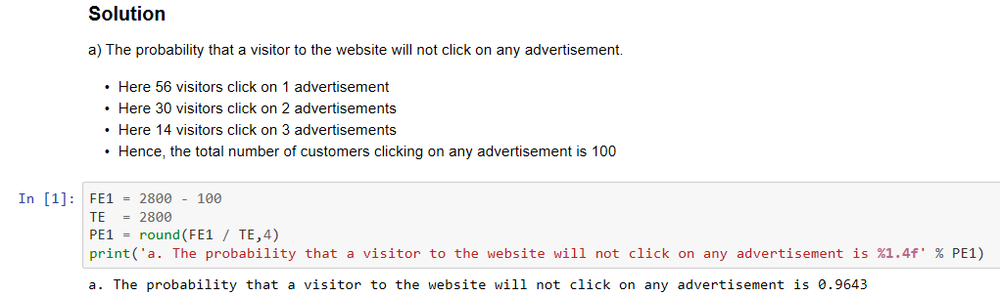 Solution
a) The probability that a visitor to the website will not click on any advertisement.
• Here 56 visitors click on 1 advertisement
• Here 30 visitors click on 2 advertisements
• Here 14 visitors click on 3 advertisements
• Hence, the total number of customers clicking on any advertisement is 100
In [1]: FE1 = 2800 - 100
TE  = 2800
PE1 = round(FE1 / TE,4)
print('a. The probability that a visitor to the website will not click on any advertisement is %1.4f' % PE1)
a. The probability that a visitor to the website will not click on any advertisement is 0.9643